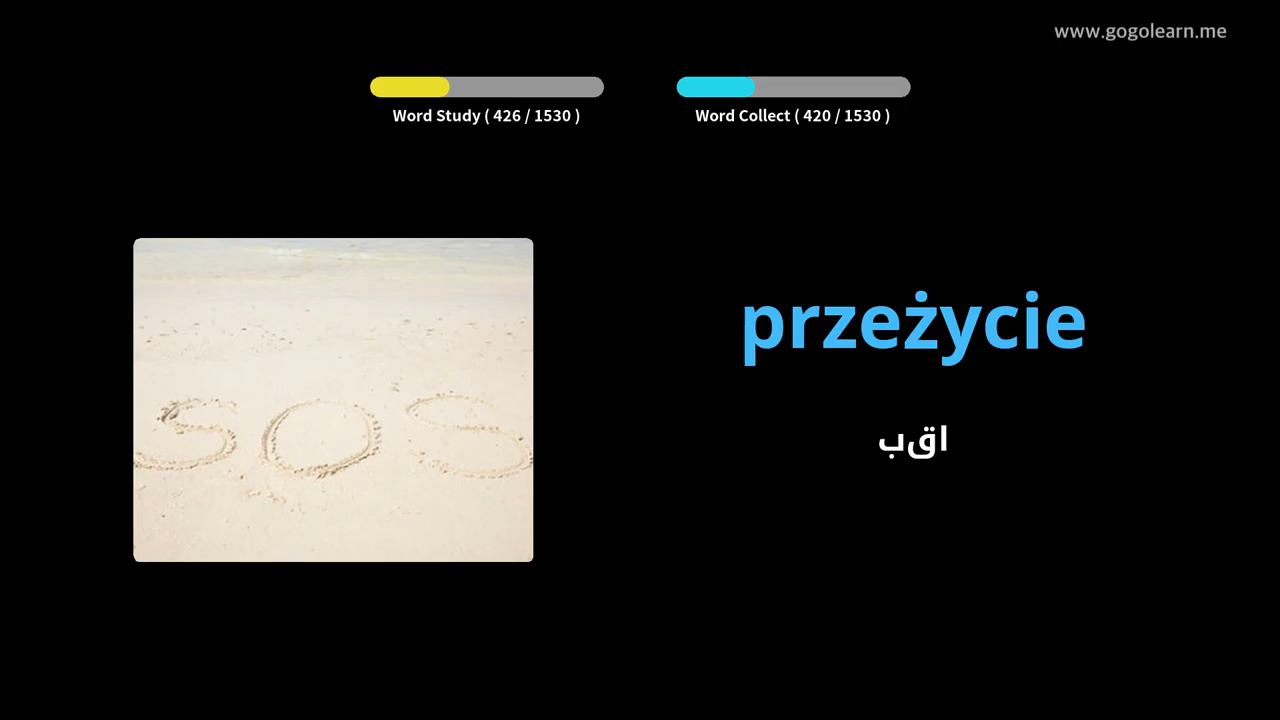 www.gogolearn.me
Word Study ( 426 / 1530 )
Word Collect ( 420 / 1530 )
przeżycie
اقب
SOS